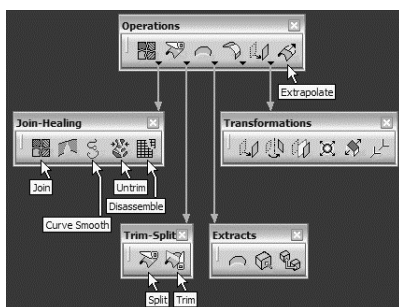 Operations
Extrapolate
Join-Healing
Transformations
Join
Untrim
Disassemble
Curve Smooth
Trim-Split
Extracts
Split
Trim